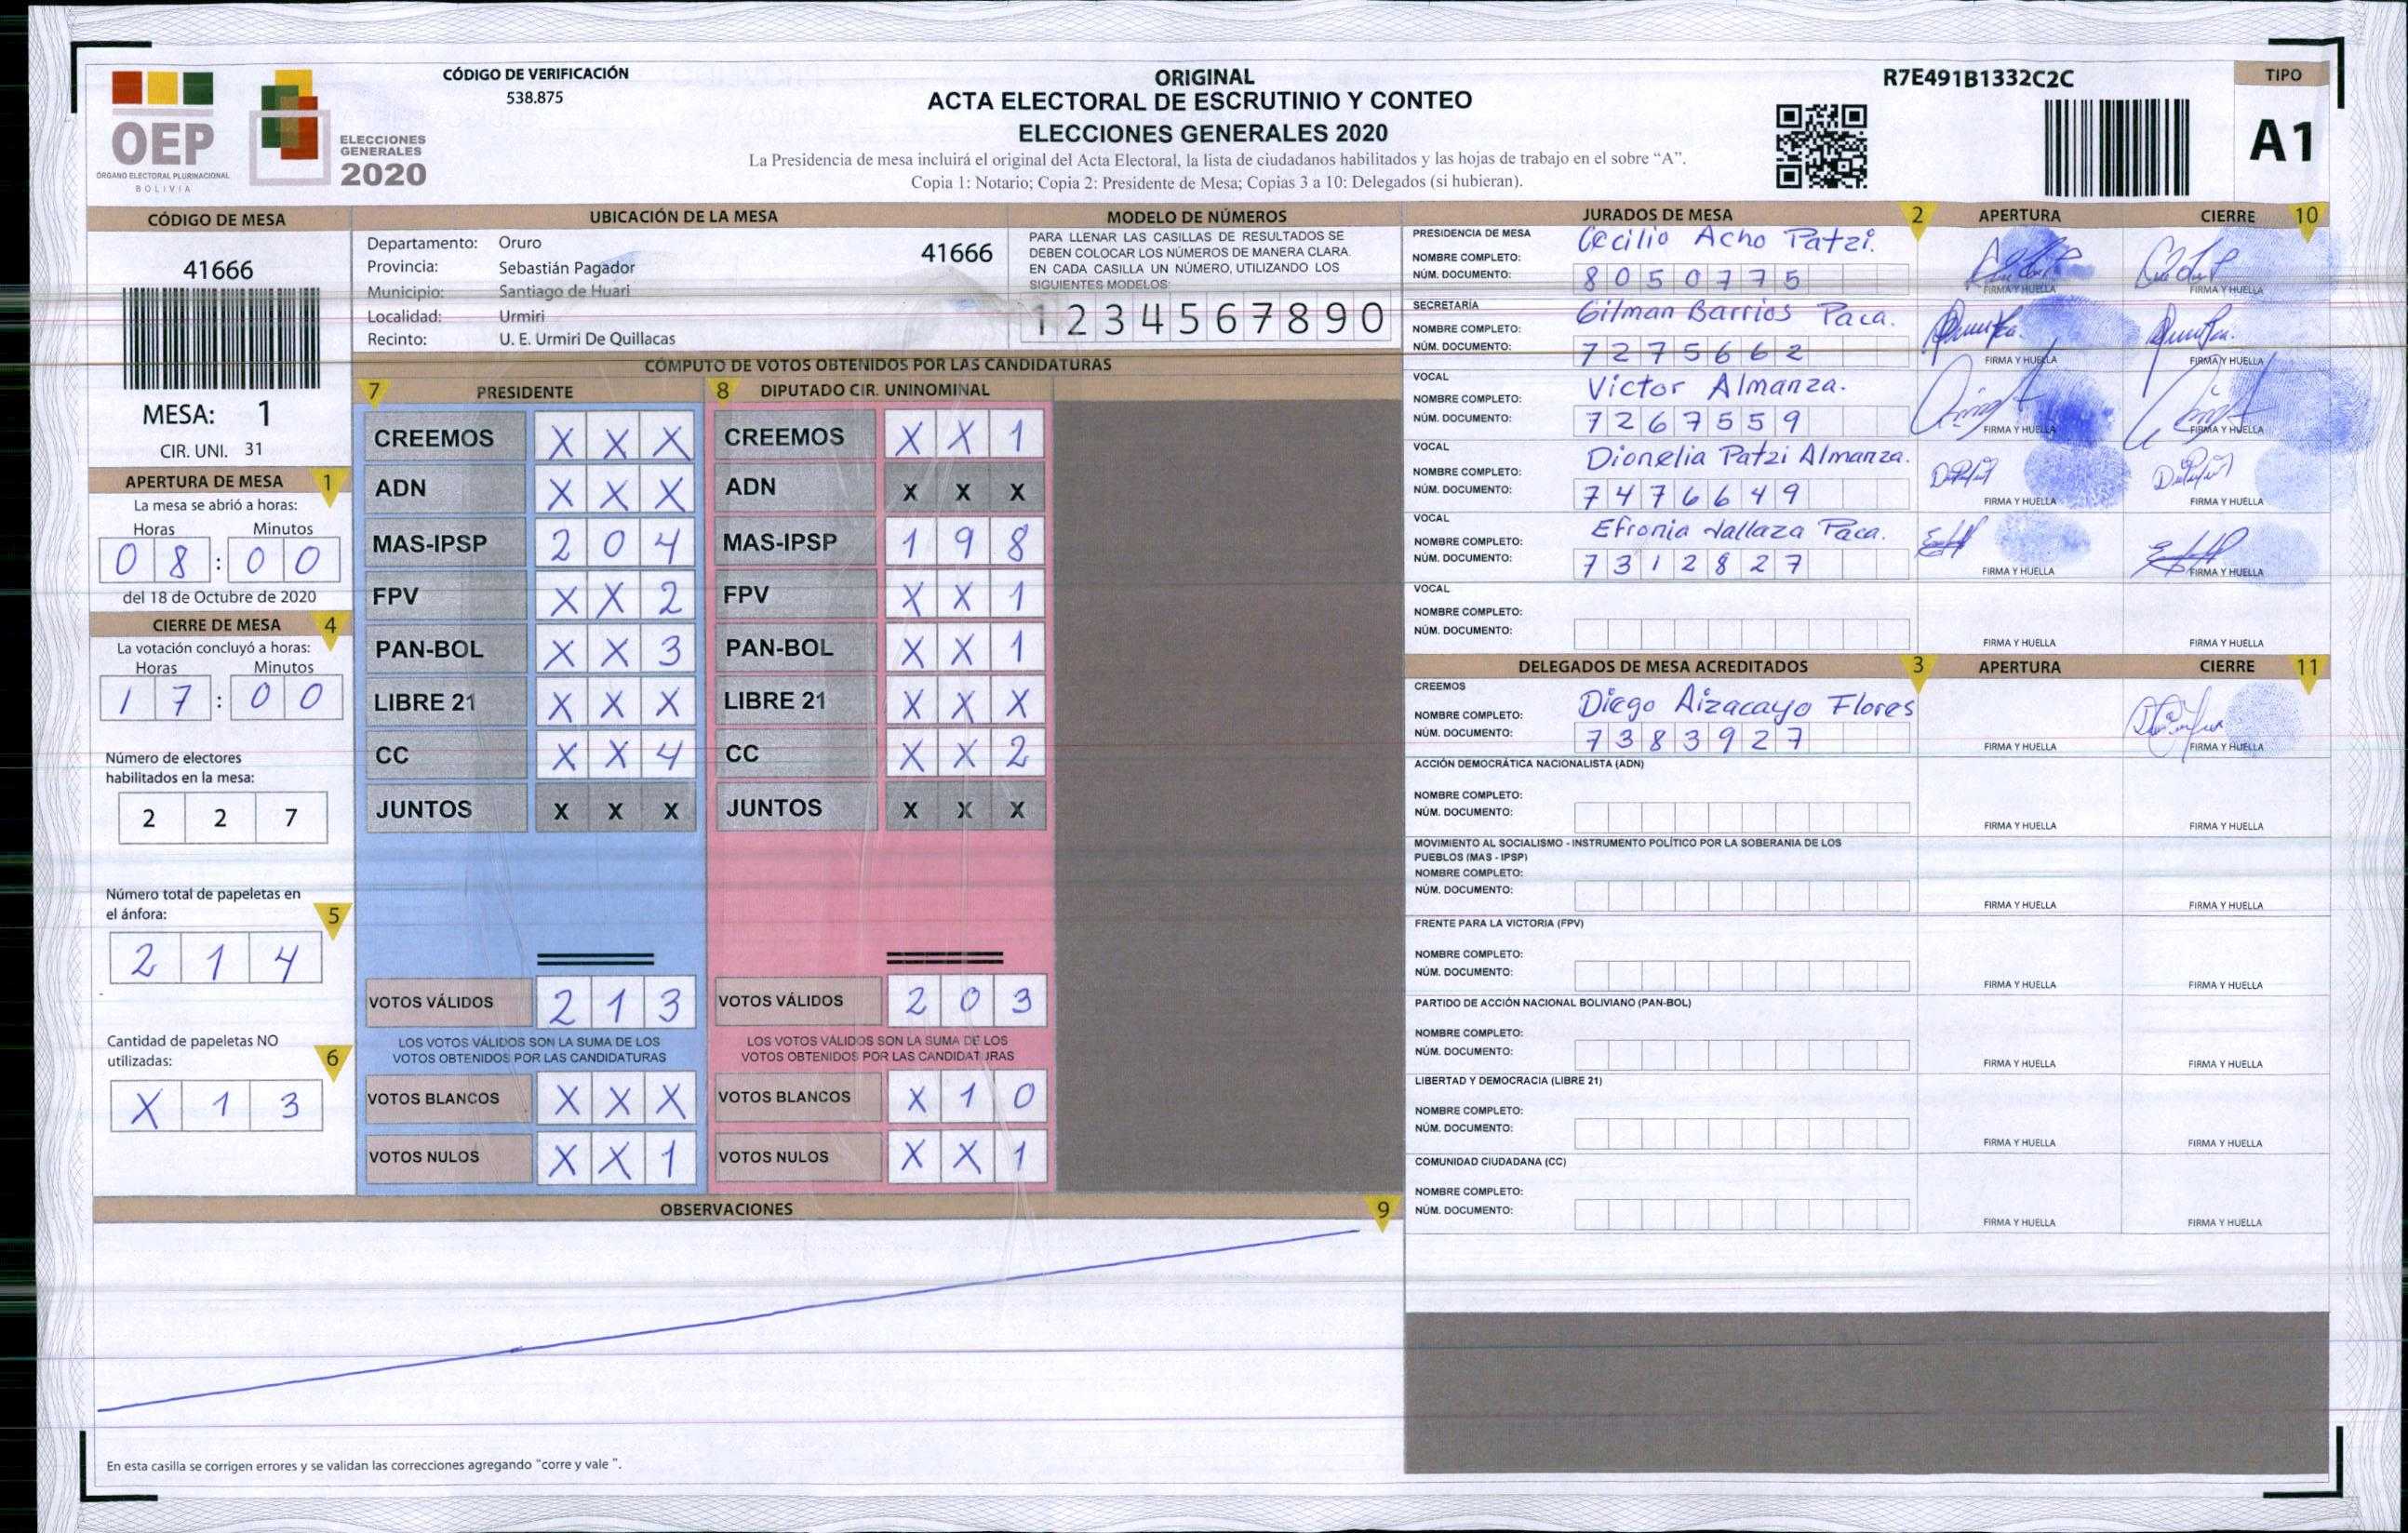 OEP
ÓRGANO ELECTORAL PLURINACIONAL
BOLIVIA
ELECCIONES
GENERALES
2020
CÓDIGO DE VERIFICACIÓN
538.875
ORIGINAL
ACTA ELECTORAL DE ESCRUTINIO Y CONTEO
ELECCIONES GENERALES 2020
La Presidencia de mesa incluirá el original del Acta Electoral, la lista de ciudadanos habilitados y las hojas de trabajo en el sobre “A”.
Copia 1: Notario; Copia 2: Presidente de Mesa; Copias 3 a 10: Delegados (si hubieran).
R7E491B1332C2C
TIPO
A1
CÓDIGO DE MESA
41666
MESA: 1
CIR. UNI. 31
APERTURA DE MESA 1
La mesa se abrió a horas:
Horas Minutos
0 8 : 0 0
del 18 de Octubre de 2020
CIERRE DE MESA 4
La votación concluyó a horas:
Horas Minutos
1 7 : 0 0
Número de electores
habilitados en la mesa:
2 2 7
Número total de papeletas en
el ánfora: 5
2 1 4
Cantidad de papeletas NO
utilizadas: 6
X 1 3
UBICACIÓN DE LA MESA
Departamento: Oruro 41666
Provincia: Sebastián Pagador
Municipio: Santiago de Huari
Localidad: Urmiri
Recinto: U. E. Urmiri De Quillacas
MODELO DE NÚMEROS
PARA LLENAR LAS CASILLAS DE RESULTADOS SE
DEBEN COLOCAR LOS NÚMEROS DE MANERA CLARA.
EN CADA CASILLA UN NÚMERO, UTILIZANDO LOS
SIGUIENTES MODELOS:
1 2 3 4 5 6 7 8 9 0
CÓMPUTO DE VOTOS OBTENIDOS POR LAS CANDIDATURAS
7 PRESIDENTE
CREEMOS X X X
ADN X X X
MAS-IPSP 2 0 4
FPV X X 2
PAN-BOL X X 3
LIBRE 21 X X X
CC X X 4
JUNTOS X X X
VOTOS VÁLIDOS 2 1 3
LOS VOTOS VÁLIDOS SON LA SUMA DE LOS
VOTOS OBTENIDOS POR LAS CANDIDATURAS
VOTOS BLANCOS X X X
VOTOS NULOS X X 1
8 DIPUTADO CIR. UNINOMINAL
CREEMOS X X 1
ADN X X X
MAS-IPSP 1 9 8
FPV X X 1
PAN-BOL X X 1
LIBRE 21 X X X
CC X X 2
JUNTOS X X X
VOTOS VÁLIDOS 2 0 3
LOS VOTOS VÁLIDOS SON LA SUMA DE LOS
VOTOS OBTENIDOS POR LAS CANDIDATURAS
VOTOS BLANCOS X 1 0
VOTOS NULOS X X 1
OBSERVACIONES 9
En esta casilla se corrigen errores y se validan las correcciones agregando “corre y vale ”.
JURADOS DE MESA 2 APERTURA CIERRE 10
PRESIDENCIA DE MESA
NOMBRE COMPLETO: Cecilio Acho Patzi.
NÚM. DOCUMENTO: 8 0 5 0 7 7 5
FIRMA Y HUELLA FIRMA Y HUELLA
SECRETARÍA
NOMBRE COMPLETO: Gilman Barrios Paca.
NÚM. DOCUMENTO: 7 2 7 5 6 6 2
FIRMA Y HUELLA FIRMA Y HUELLA
VOCAL
NOMBRE COMPLETO: Victor Almanza.
NÚM. DOCUMENTO: 7 2 6 7 5 5 9
FIRMA Y HUELLA FIRMA Y HUELLA
VOCAL
NOMBRE COMPLETO: Dionelia Patzi Almanza.
NÚM. DOCUMENTO: 7 4 7 6 6 4 9
FIRMA Y HUELLA FIRMA Y HUELLA
VOCAL
NOMBRE COMPLETO: Efronia Jallaza Paca.
NÚM. DOCUMENTO: 7 3 1 2 8 2 7
FIRMA Y HUELLA FIRMA Y HUELLA
VOCAL
NOMBRE COMPLETO:
NÚM. DOCUMENTO:
FIRMA Y HUELLA FIRMA Y HUELLA
DELEGADOS DE MESA ACREDITADOS 3 APERTURA CIERRE 11
CREEMOS
NOMBRE COMPLETO: Diego Aizacayo Flores
NÚM. DOCUMENTO: 7 3 8 3 9 2 7
FIRMA Y HUELLA FIRMA Y HUELLA
ACCIÓN DEMOCRÁTICA NACIONALISTA (ADN)
NOMBRE COMPLETO:
NÚM. DOCUMENTO:
FIRMA Y HUELLA FIRMA Y HUELLA
MOVIMIENTO AL SOCIALISMO - INSTRUMENTO POLÍTICO POR LA SOBERANIA DE LOS
PUEBLOS (MAS - IPSP)
NOMBRE COMPLETO:
NÚM. DOCUMENTO:
FIRMA Y HUELLA FIRMA Y HUELLA
FRENTE PARA LA VICTORIA (FPV)
NOMBRE COMPLETO:
NÚM. DOCUMENTO:
FIRMA Y HUELLA FIRMA Y HUELLA
PARTIDO DE ACCIÓN NACIONAL BOLIVIANO (PAN-BOL)
NOMBRE COMPLETO:
NÚM. DOCUMENTO:
FIRMA Y HUELLA FIRMA Y HUELLA
LIBERTAD Y DEMOCRACIA (LIBRE 21)
NOMBRE COMPLETO:
NÚM. DOCUMENTO:
FIRMA Y HUELLA FIRMA Y HUELLA
COMUNIDAD CIUDADANA (CC)
NOMBRE COMPLETO:
NÚM. DOCUMENTO:
FIRMA Y HUELLA FIRMA Y HUELLA